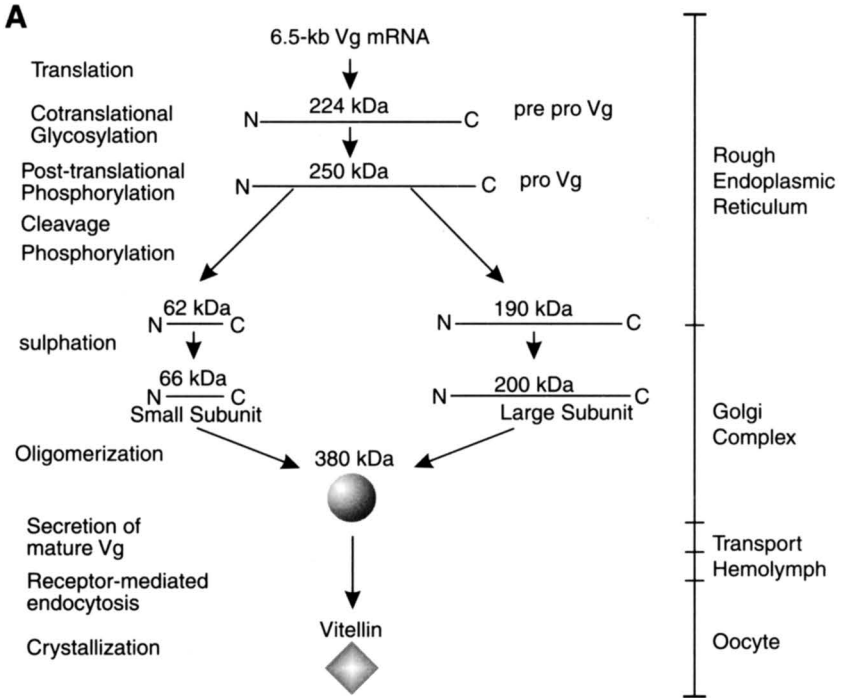 A
6.5-kb Vg mRNA
Translation
Cotranslational
Glycosylation
224 kDa
N
C
pre pro Vg
Post-translational
Phosphorylation
250 kDa
N
C
pro Vg
Cleavage
Phosphorylation
62 kDa
N
C
190 kDa
N
C
sulphation
66 kDa
N
C
Small Subunit
200 kDa
N
C
Large Subunit
Oligomerization
380 kDa
Secretion of
mature Vg
Receptor-mediated
endocytosis
Vitellin
Crystallization
Rough
Endoplasmic
Reticulum
Golgi
Complex
Transport
Hemolymph
Oocyte